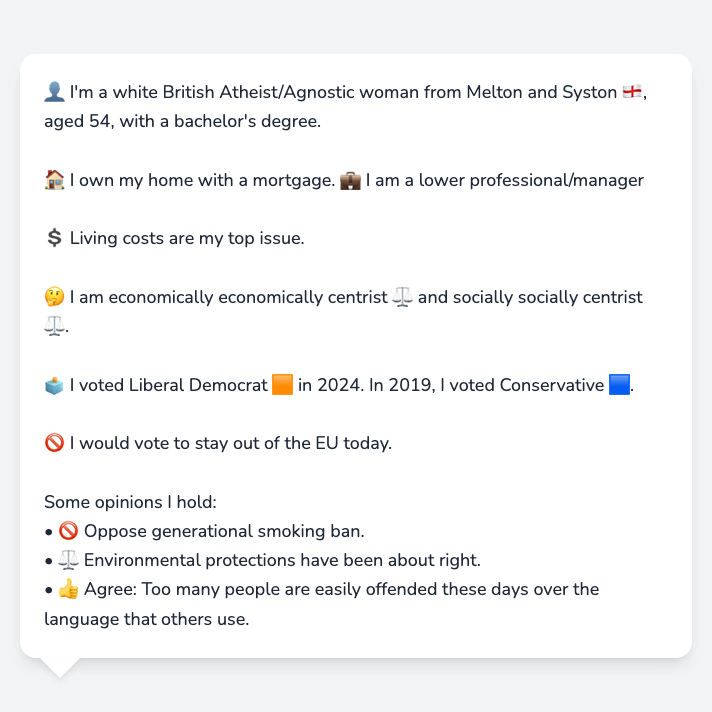 👤 I'm a white British Atheist/Agnostic woman from Melton and Syston 🏴󠁧󠁢󠁥󠁮󠁧󠁿,
aged 54, with a bachelor's degree.
🏠 I own my home with a mortgage. 💼 I am a lower professional/manager
💲 Living costs are my top issue.
🤔 I am economically economically centrist ⚖️ and socially socially centrist
⚖️.
🗳️ I voted Liberal Democrat 🟧 in 2024. In 2019, I voted Conservative 🟦.
🚫 I would vote to stay out of the EU today.
Some opinions I hold:
• 🚫 Oppose generational smoking ban.
• ⚖️ Environmental protections have been about right.
• 👍 Agree: Too many people are easily offended these days over the
language that others use.